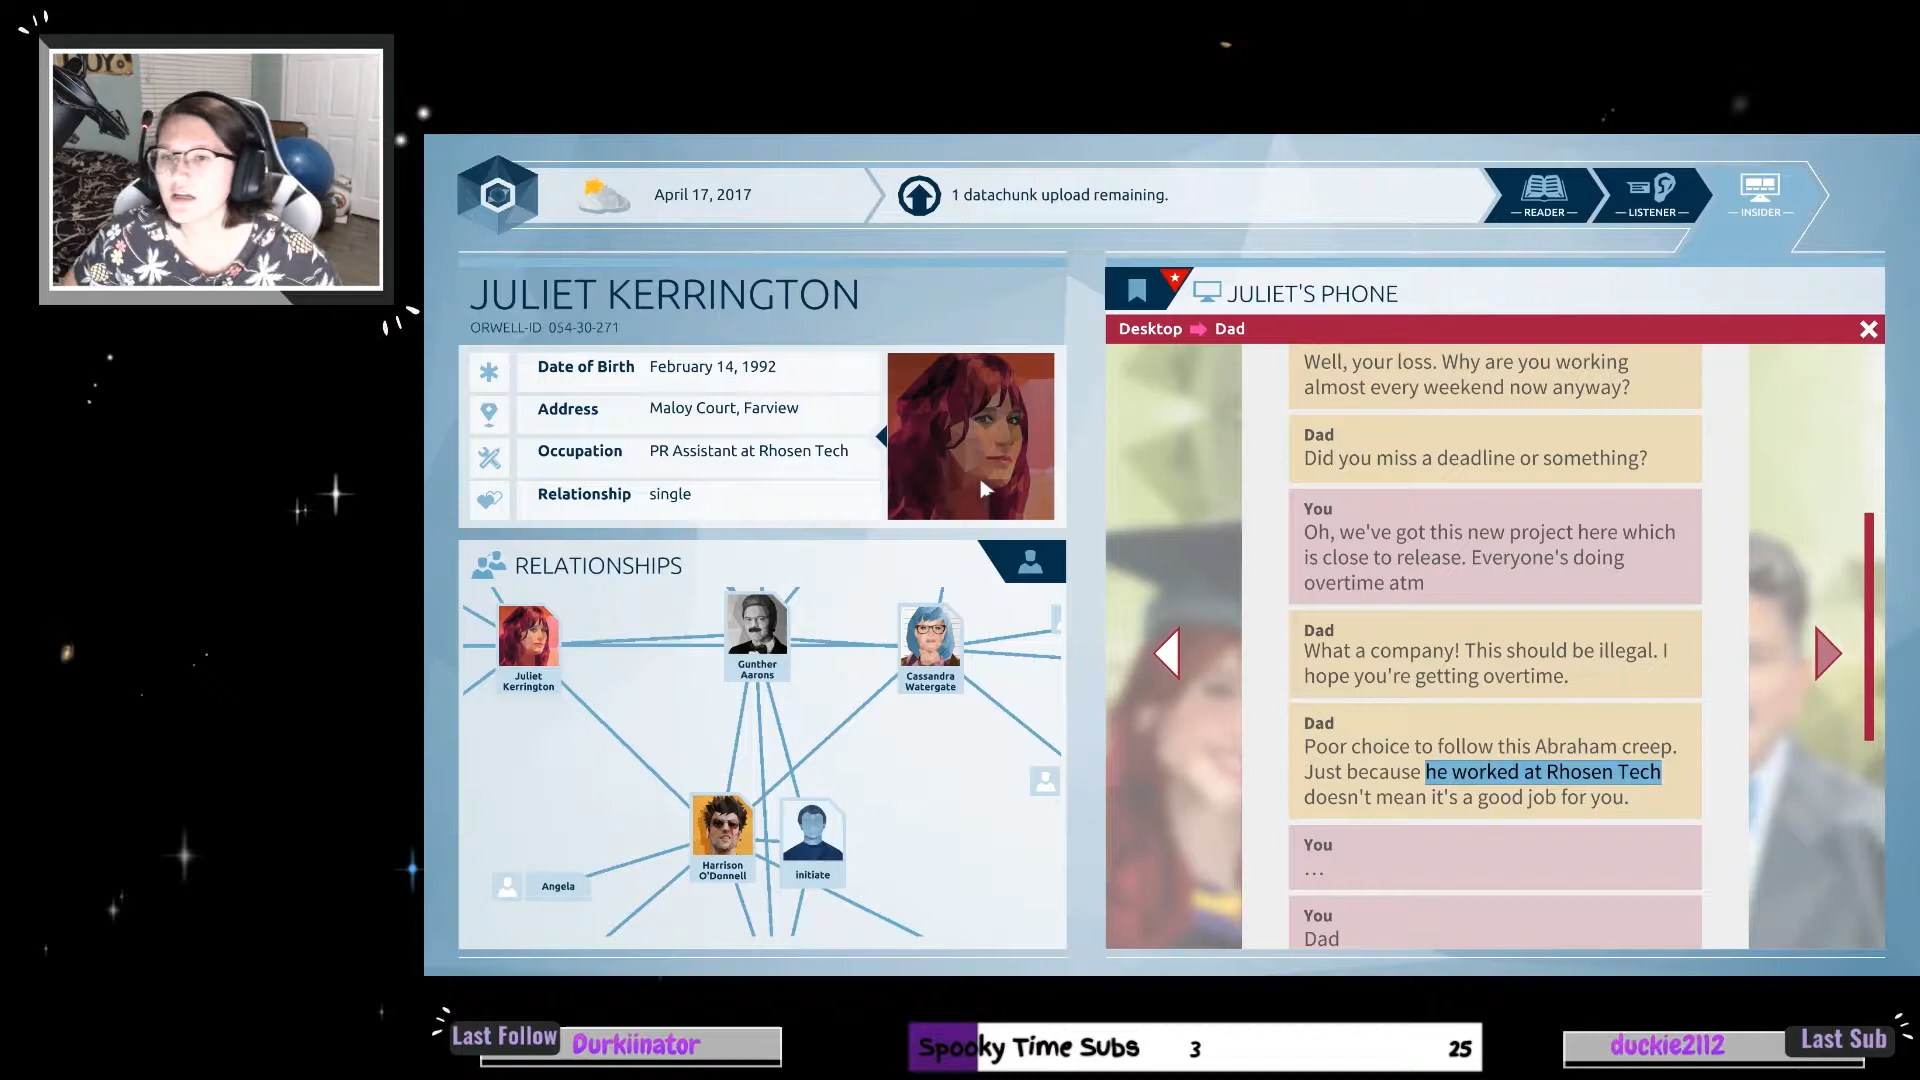 April 17, 2017
1 datachunk upload remaining.
READER
LISTENER
INSIDER
JULIET KERRINGTON
ORWELL-ID 054-30-271
Date of Birth February 14, 1992
Address Maloy Court, Farview
Occupation PR Assistant at Rhosen Tech
Relationship single
RELATIONSHIPS
Juliet
Kerrington
Gunther
Aarons
Cassandra
Watergate
Harrison
O'Donnell
initiate
Angela
JULIET'S PHONE
Desktop Dad
Well, your loss. Why are you working
almost every weekend now anyway?
Dad
Did you miss a deadline or something?
You
Oh, we've got this new project here which
is close to release. Everyone's doing
overtime atm
Dad
What a company! This should be illegal. I
hope you're getting overtime.
Dad
Poor choice to follow this Abraham creep.
Just because he worked at Rhosen Tech
doesn't mean it's a good job for you.
You
...
You
Dad
Last Follow Durkiinator
Spooky Time Subs 3 25
duckie2112 Last Sub